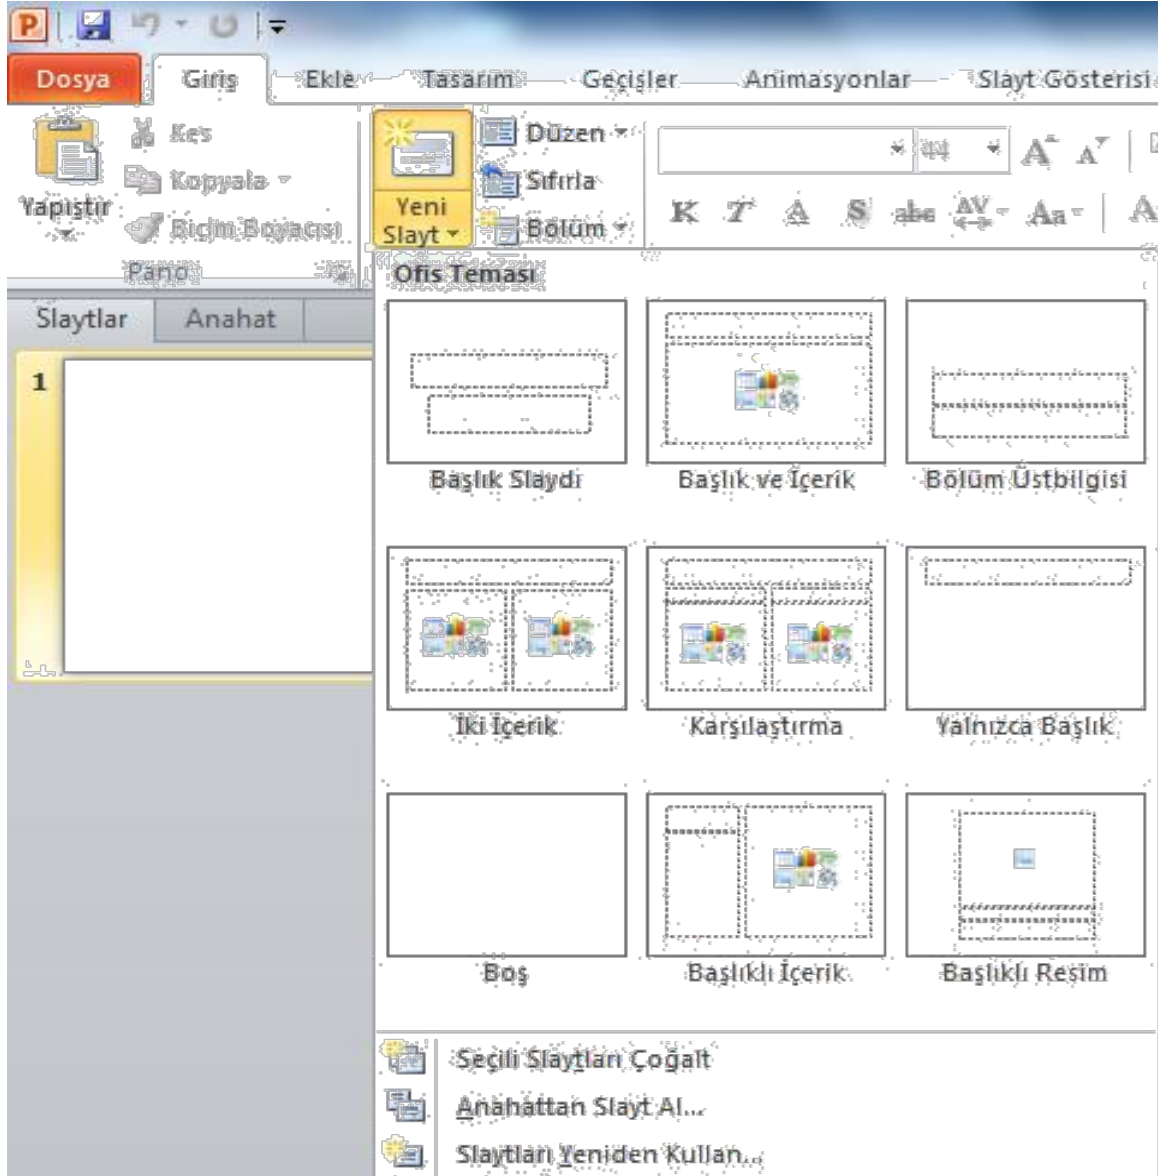 Dosya Giriş Ekle Tasarım Geçişler Animasyonlar Slayt Gösterisi
Yapıştır
Kes
Kopyala
Biçim Boyacısı
Pano
Yeni
Slayt
Düzen
Sıfırla
Bölüm
44
A A
K T A S abc AV Aa A
Slaytlar Anahat
1
Ofis Teması
Başlık Slaydı Başlık ve İçerik Bölüm Üstbilgisi
İki İçerik Karşılaştırma Yalnızca Başlık
Boş Başlıklı İçerik Başlıklı Resim
Seçili Slaytları Çoğalt
Anahattan Slayt Al...
Slaytları Yeniden Kullan...